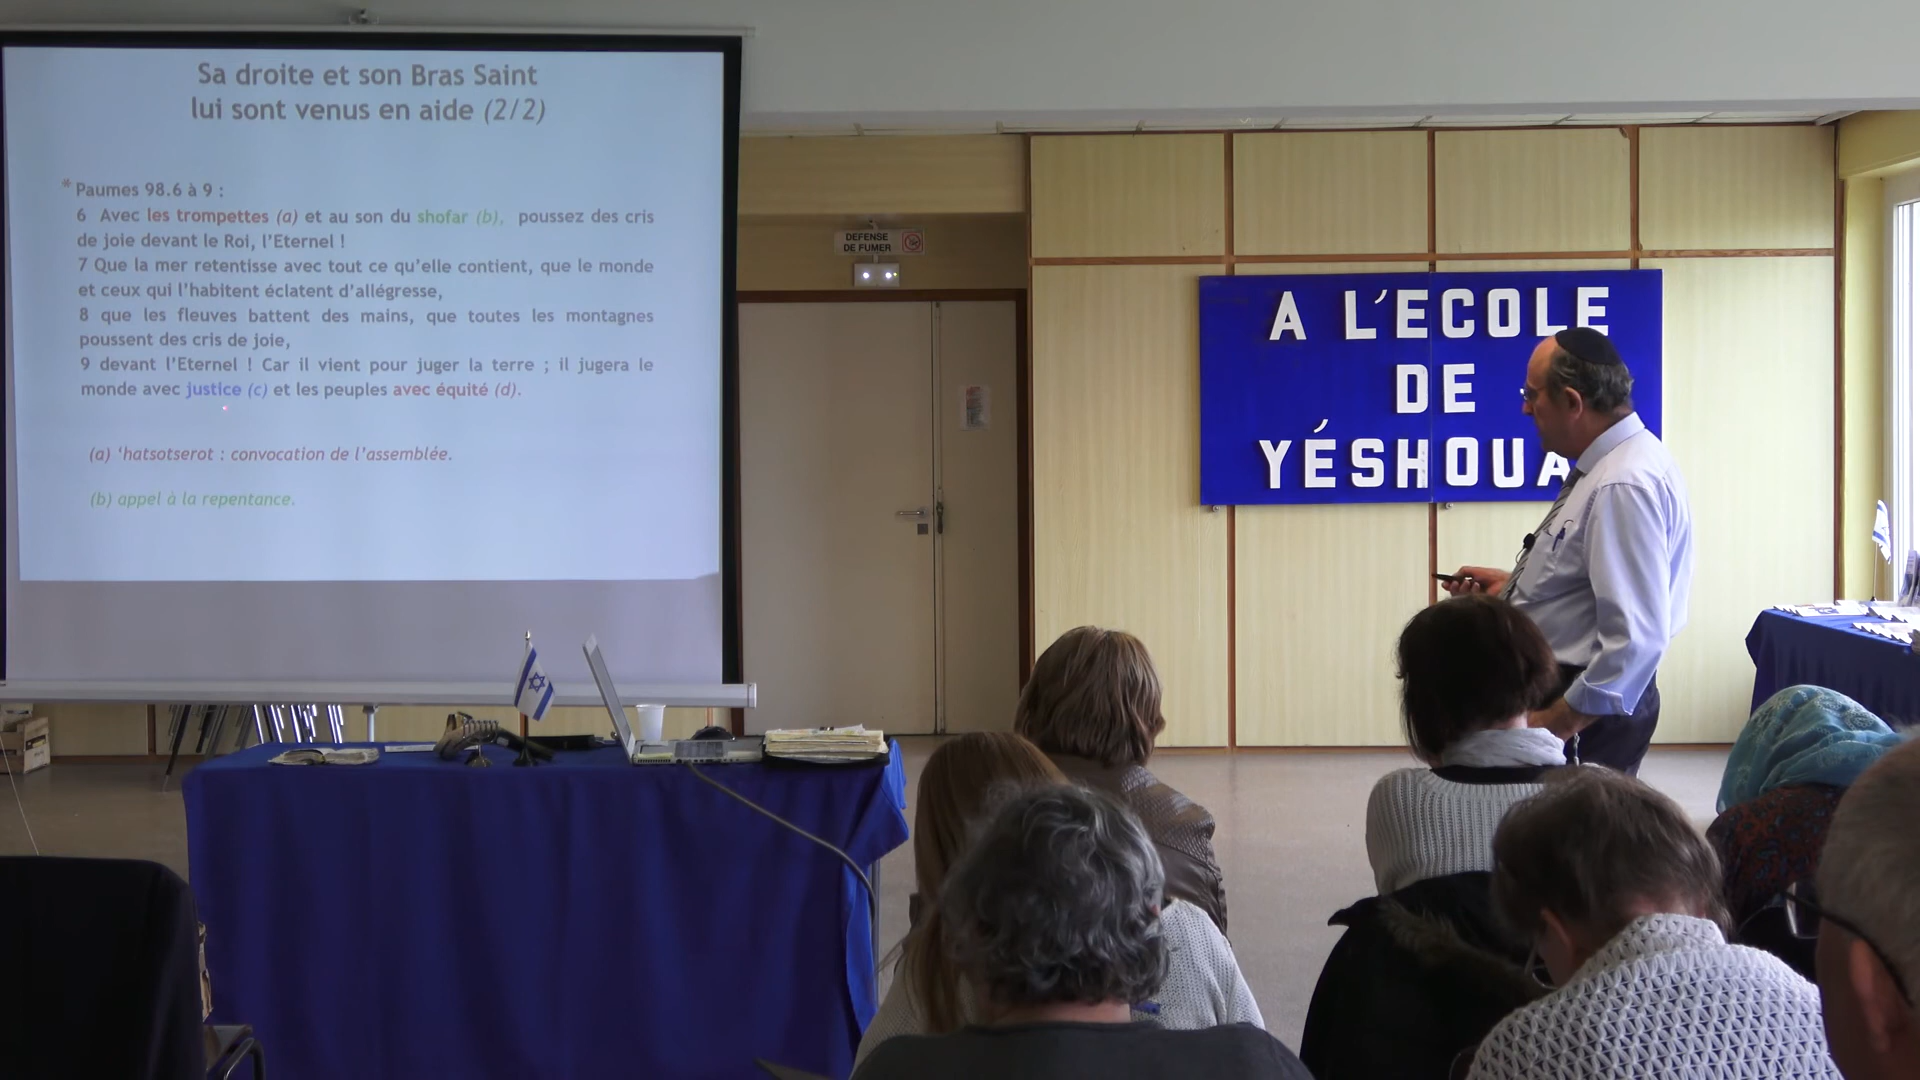 Sa droite et son Bras Saint
lui sont venus en aide (2/2)
* Paumes 98.6 à 9 :
6 Avec les trompettes (a) et au son du shofar (b), poussez des cris
de joie devant le Roi, l'Eternel !
7 Que la mer retentisse avec tout ce qu'elle contient, que le monde
et ceux qui l'habitent éclatent d'allégresse,
8 que les fleuves battent des mains, que toutes les montagnes
poussent des cris de joie,
9 devant l'Eternel ! Car il vient pour juger la terre ; il jugera le
monde avec justice (c) et les peuples avec équité (d).
(a) 'hatsotserot : convocation de l'assemblée.
(b) appel à la repentance.
DEFENSE
DE FUMER
A L'ECOLE
DE
YÉSHOUA